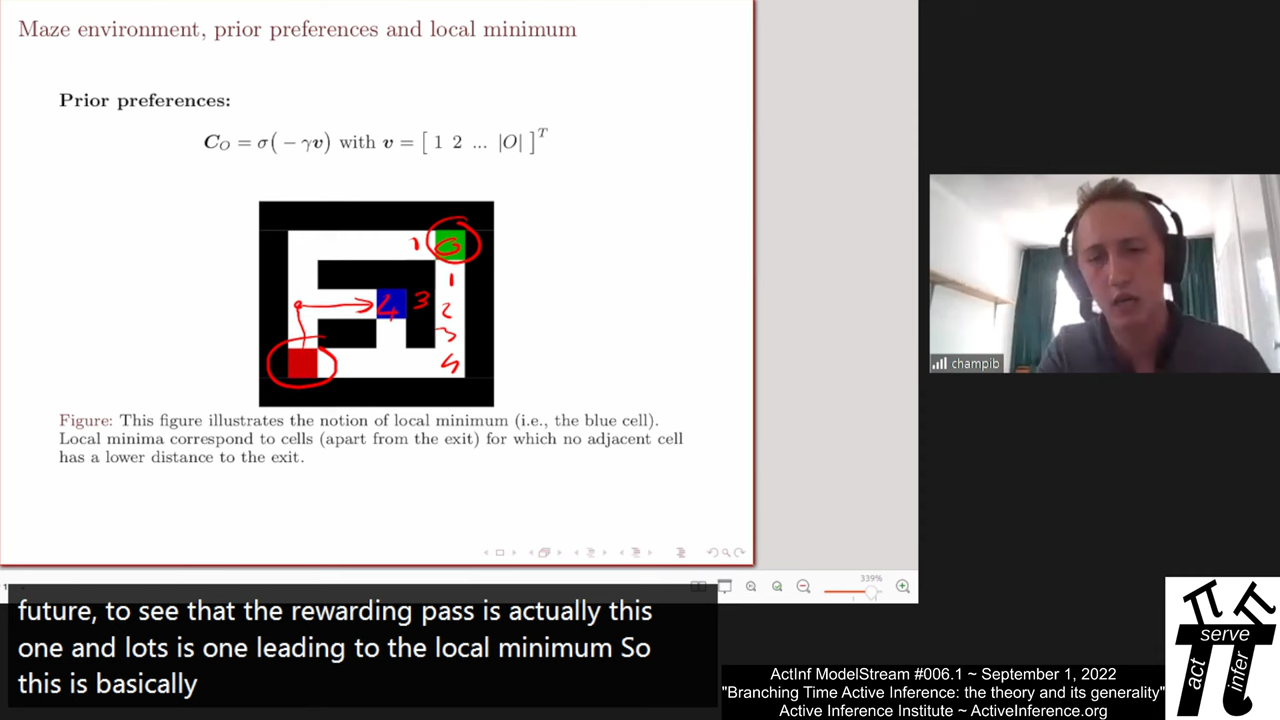 Maze environment, prior preferences and local minimum
Prior preferences:
C_O = σ(−γv) with v = [ 1 2 ... |O| ]^T
1 0
1
4 3 2
3
4
Figure: This figure illustrates the notion of local minimum (i.e., the blue cell).
Local minima correspond to cells (apart from the exit) for which no adjacent cell
has a lower distance to the exit.
339%
champib
future, to see that the rewarding pass is actually this
one and lots is one leading to the local minimum So
this is basically
ActInf ModelStream #006.1 ~ September 1, 2022
"Branching Time Active Inference: the theory and its generality"
Active Inference Institute ~ ActiveInference.org
π π
serve
π
act
infer